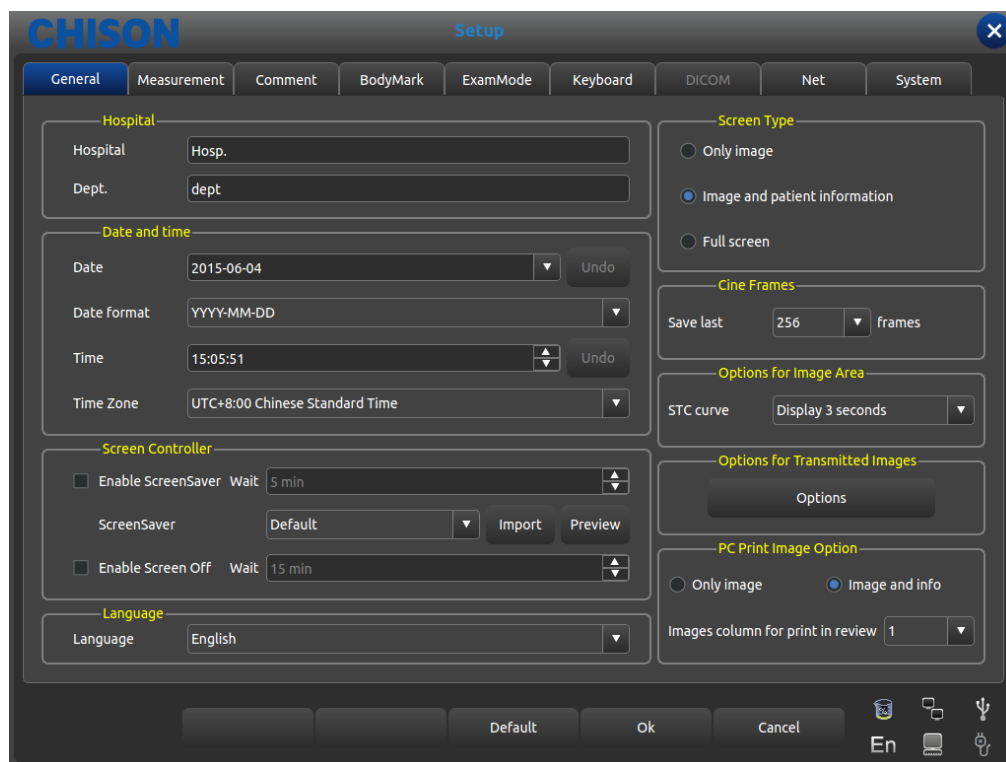 CHISON
Setup
General Measurement Comment BodyMark ExamMode Keyboard DICOM Net System
Hospital
Hospital Hosp.
Dept. dept
Date and time
Date 2015-06-04 Undo
Date format YYYY-MM-DD
Time 15:05:51 Undo
Time Zone UTC+8:00 Chinese Standard Time
Screen Controller
Enable ScreenSaver Wait 5 min
ScreenSaver Default Import Preview
Enable Screen Off Wait 15 min
Language
Language English
Screen Type
Only image
Image and patient information
Full screen
Cine Frames
Save last 256 frames
Options for Image Area
STC curve Display 3 seconds
Options for Transmitted Images
Options
PC Print Image Option
Only image Image and info
Images column for print in review 1
Default Ok Cancel
En